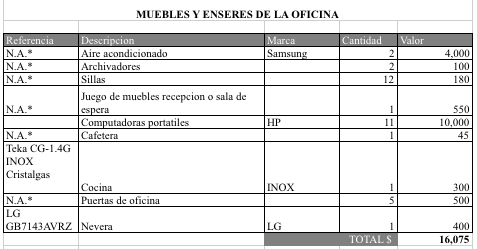 MUEBLES Y ENSERES DE LA OFICINA
Referencia Descripcion Marca Cantidad Valor
N.A.* Aire acondicionado Samsung 2 4,000
N.A.* Archivadores 2 100
N.A.* Sillas 12 180
Juego de muebles recepcion o sala de
N.A.* espera 1 550
Computadoras portatiles HP 11 10,000
N.A.* Cafetera 1 45
Teka CG-1.4G
INOX
Cristalgas
Cocina INOX 1 300
N.A.* Puertas de oficina 5 500
LG
GB7143AVRZ Nevera LG 1 400
TOTAL $ 16,075